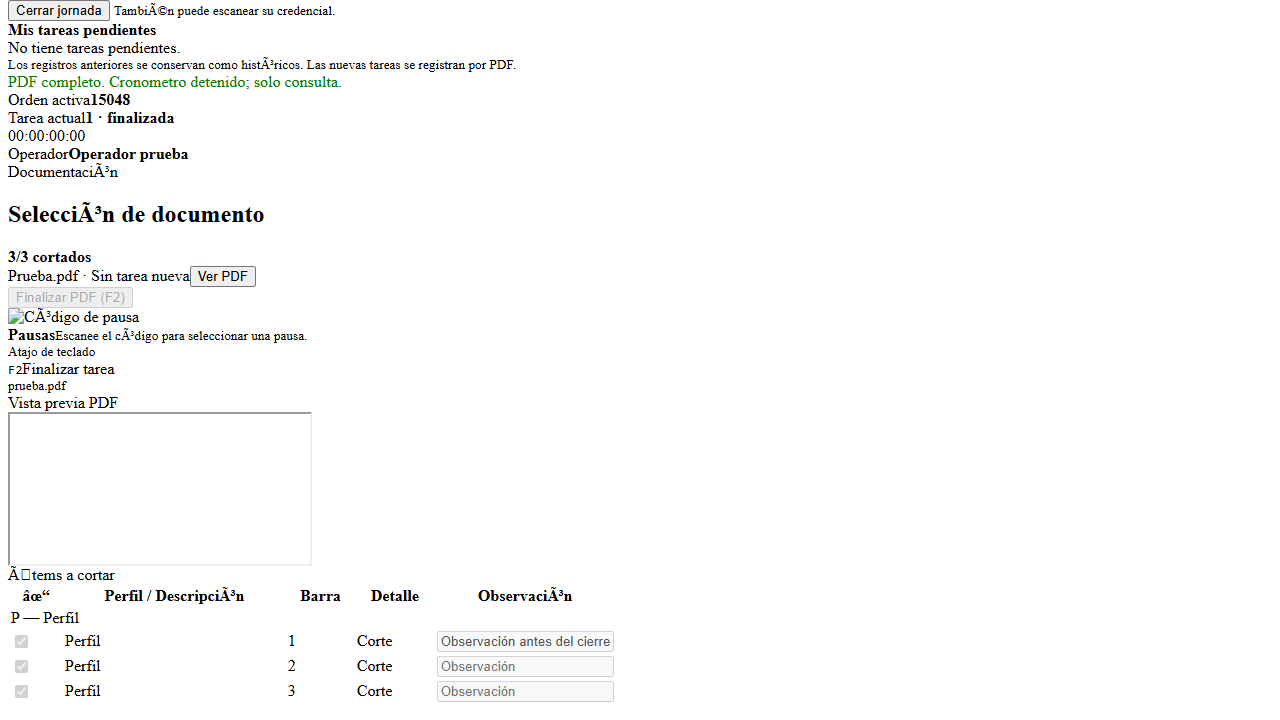 Cerrar jornada TambiÃ©n puede escanear su credencial.
Mis tareas pendientes
No tiene tareas pendientes.
Los registros anteriores se conservan como histÃ³ricos. Las nuevas tareas se registran por PDF.
PDF completo. Cronometro detenido; solo consulta.
Orden activa15048
Tarea actual1 · finalizada
00:00:00:00
OperadorOperador prueba
DocumentaciÃ³n
SelecciÃ³n de documento
3/3 cortados
Prueba.pdf · Sin tarea nueva Ver PDF
Finalizar PDF (F2)
CÃ³digo de pausa
PausasEscanee el cÃ³digo para seleccionar una pausa.
Atajo de teclado
F2Finalizar tarea
prueba.pdf
Vista previa PDF
Ã�tems a cortar
âœ“ Perfil / DescripciÃ³n Barra Detalle ObservaciÃ³n
P — Perfil
Perfil 1 Corte Observación antes del cierre
Perfil 2 Corte Observación
Perfil 3 Corte Observación